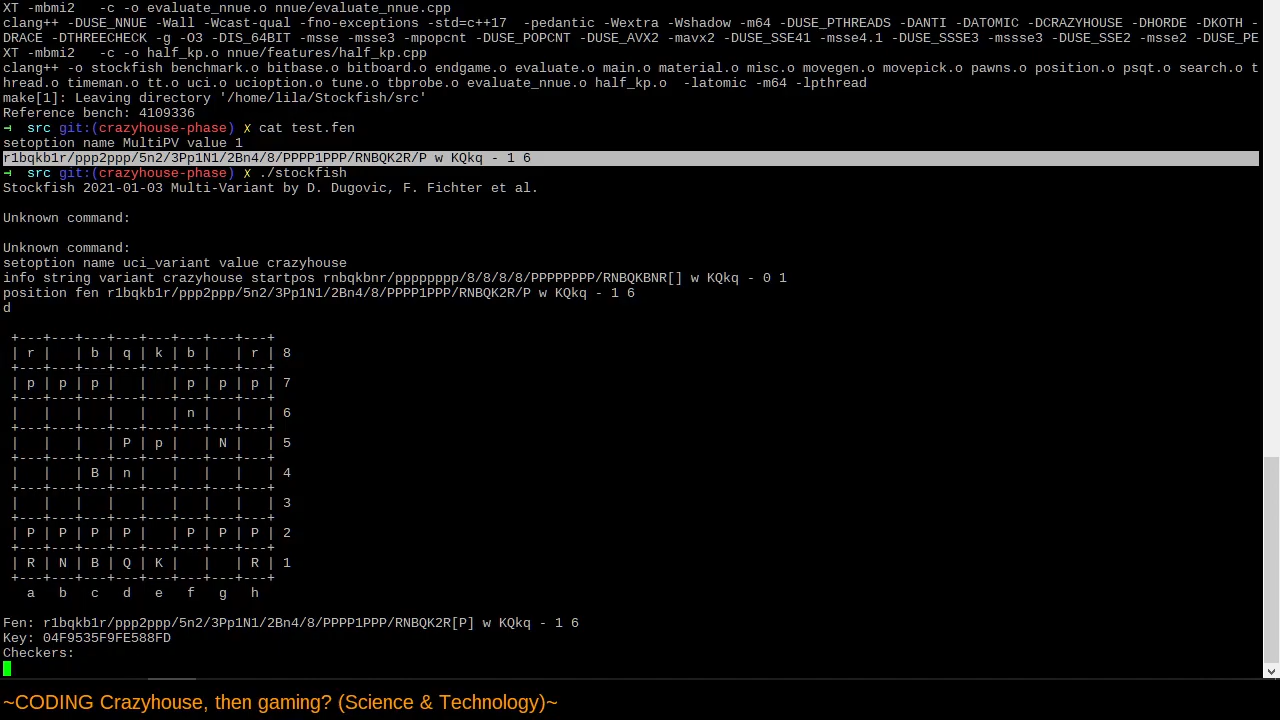 XT -mbmi2   -c -o evaluate_nnue.o nnue/evaluate_nnue.cpp
clang++ -DUSE_NNUE -Wall -Wcast-qual -fno-exceptions -std=c++17  -pedantic -Wextra -Wshadow -m64 -DUSE_PTHREADS -DANTI -DATOMIC -DCRAZYHOUSE -DHORDE -DKOTH -
DRACE -DTHREECHECK -g -O3 -DIS_64BIT -msse -msse3 -mpopcnt -DUSE_POPCNT -DUSE_AVX2 -mavx2 -DUSE_SSE41 -msse4.1 -DUSE_SSSE3 -mssse3 -DUSE_SSE2 -msse2 -DUSE_PE
XT -mbmi2   -c -o half_kp.o nnue/features/half_kp.cpp
clang++ -o stockfish benchmark.o bitbase.o bitboard.o endgame.o evaluate.o main.o material.o misc.o movegen.o movepick.o pawns.o position.o psqt.o search.o t
hread.o timeman.o tt.o uci.o ucioption.o tune.o tbprobe.o evaluate_nnue.o half_kp.o  -latomic -m64 -lpthread
make[1]: Leaving directory '/home/lila/Stockfish/src'
Reference bench: 4109336
⊣  src git:(crazyhouse-phase) ✗ cat test.fen
setoption name MultiPV value 1
r1bqkb1r/ppp2ppp/5n2/3Pp1N1/2Bn4/8/PPPP1PPP/RNBQK2R/P w KQkq - 1 6
⊣  src git:(crazyhouse-phase) ✗ ./stockfish
Stockfish 2021-01-03 Multi-Variant by D. Dugovic, F. Fichter et al.
Unknown command:
Unknown command:
setoption name uci_variant value crazyhouse
info string variant crazyhouse startpos rnbqkbnr/pppppppp/8/8/8/8/PPPPPPPP/RNBQKBNR[] w KQkq - 0 1
position fen r1bqkb1r/ppp2ppp/5n2/3Pp1N1/2Bn4/8/PPPP1PPP/RNBQK2R/P w KQkq - 1 6
d
+---+---+---+---+---+---+---+---+
| r |   | b | q | k | b |   | r | 8
+---+---+---+---+---+---+---+---+
| p | p | p |   |   | p | p | p | 7
+---+---+---+---+---+---+---+---+
|   |   |   |   |   | n |   |   | 6
+---+---+---+---+---+---+---+---+
|   |   |   | P | p |   | N |   | 5
+---+---+---+---+---+---+---+---+
|   |   | B | n |   |   |   |   | 4
+---+---+---+---+---+---+---+---+
|   |   |   |   |   |   |   |   | 3
+---+---+---+---+---+---+---+---+
| P | P | P | P |   | P | P | P | 2
+---+---+---+---+---+---+---+---+
| R | N | B | Q | K |   |   | R | 1
+---+---+---+---+---+---+---+---+
  a   b   c   d   e   f   g   h
Fen: r1bqkb1r/ppp2ppp/5n2/3Pp1N1/2Bn4/8/PPPP1PPP/RNBQK2R[P] w KQkq - 1 6
Key: 04F9535F9FE588FD
Checkers:
~CODING Crazyhouse, then gaming? (Science & Technology)~